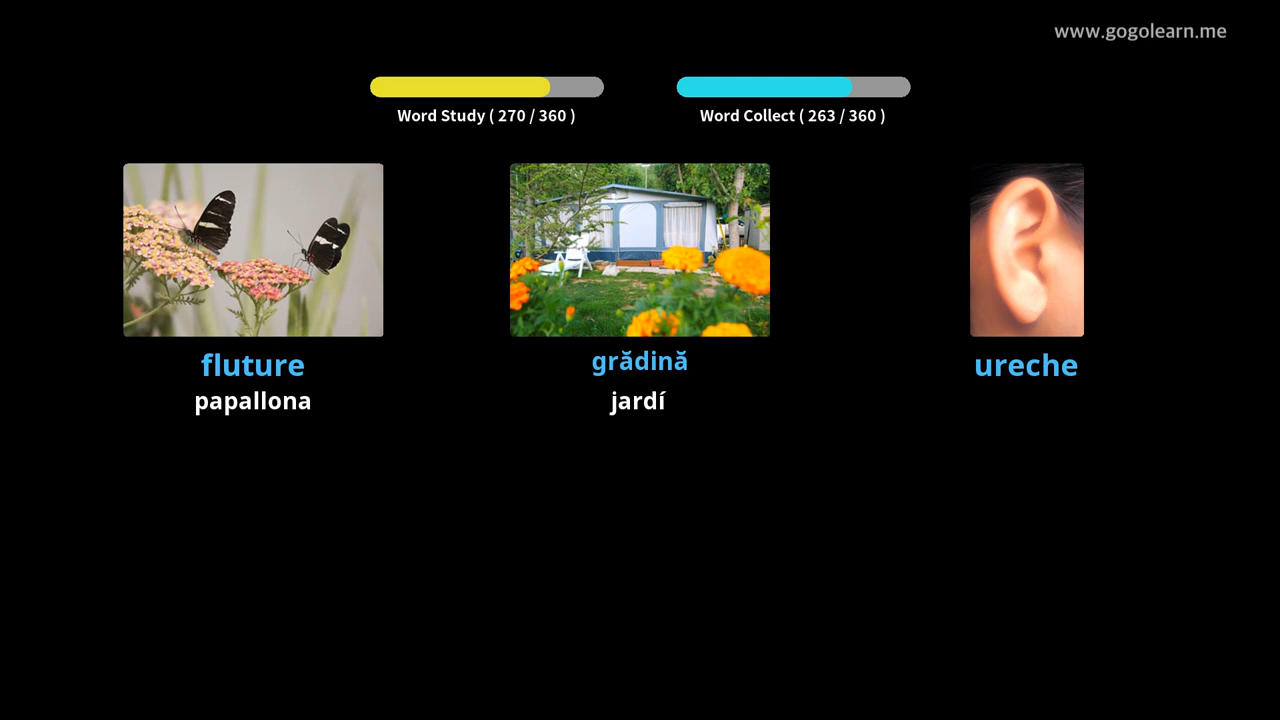 www.gogolearn.me
Word Study ( 270 / 360 )
Word Collect ( 263 / 360 )
fluture
papallona
grădină
jardí
ureche